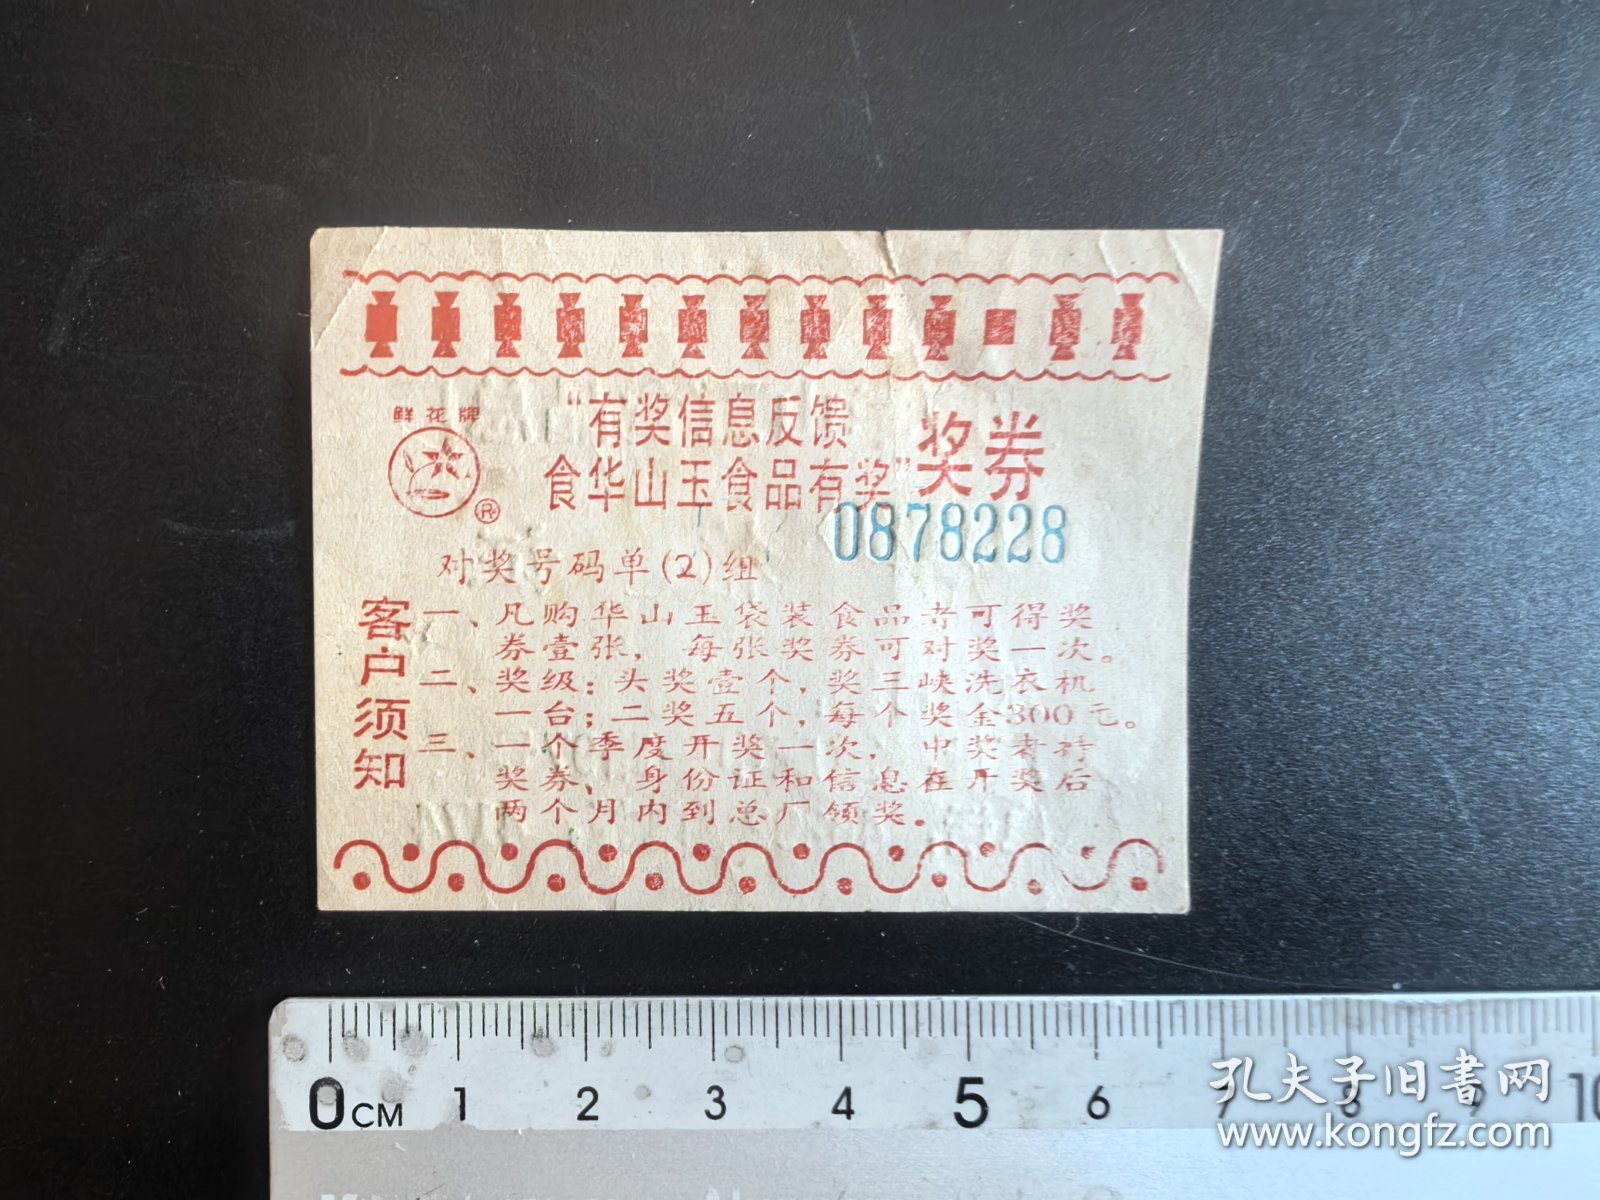 鲜花牌
®
“有奖信息反馈
食华山玉食品有奖”奖券
0878228
对奖号码单(2)组
客户须知
一、凡购华山玉袋装食品者可得奖
券壹张，每张奖券可对奖一次。
二、奖级：头奖壹个，奖三峡洗衣机
一台；二奖五个，每个奖金300元。
三、一个季度开奖一次，中奖者持
奖券、身份证和信息在开奖后
两个月内到总厂领奖。
0CM 1 2 3 4 5 6 7 8 9 10
孔夫子旧书网
www.kongfz.com